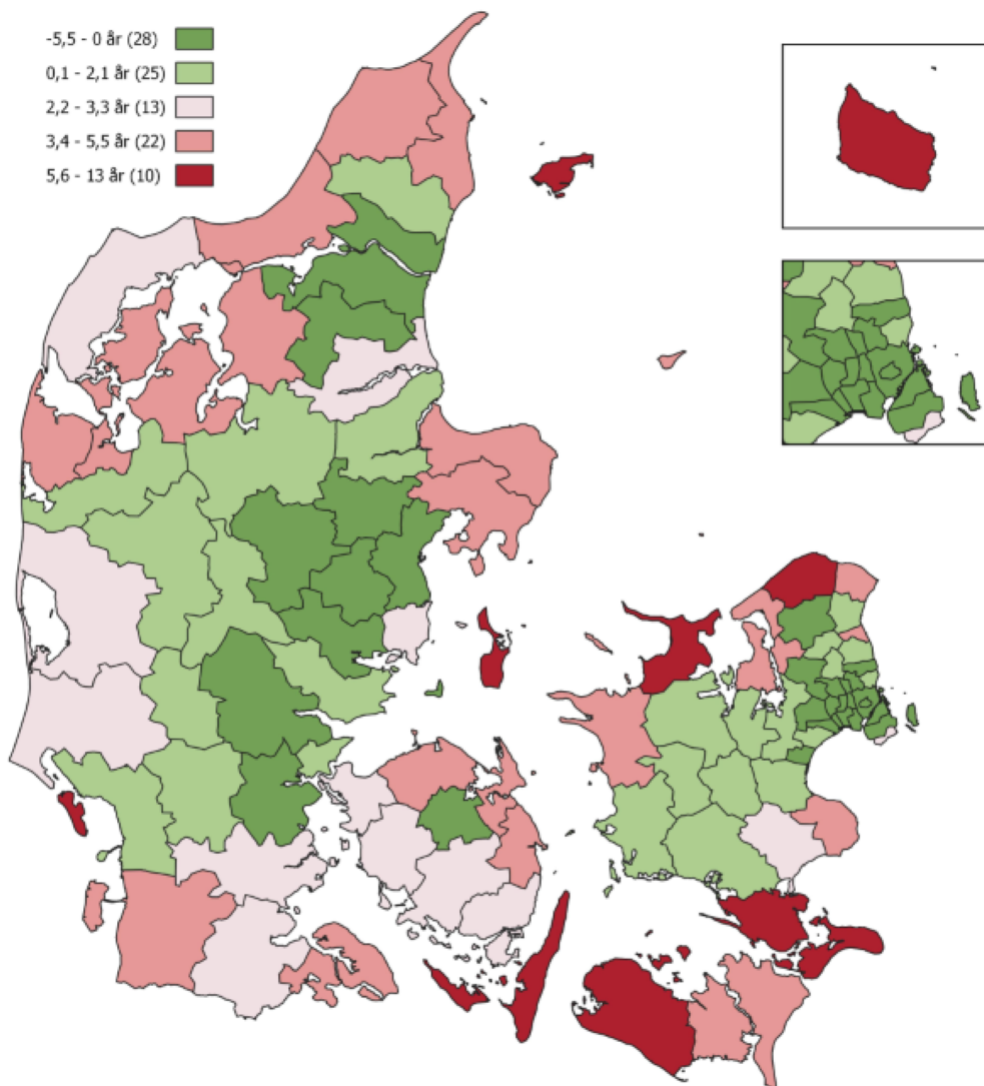 -5,5 - 0 år (28)
0,1 - 2,1 år (25)
2,2 - 3,3 år (13)
3,4 - 5,5 år (22)
5,6 - 13 år (10)